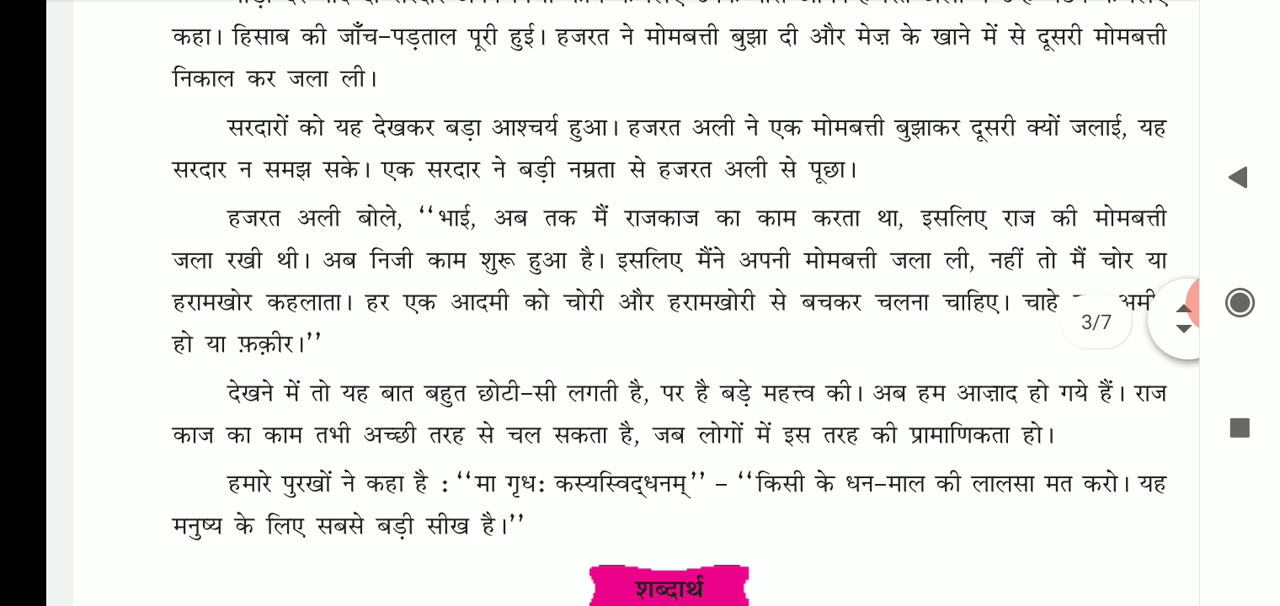 कहा। हिसाब की जाँच-पड़ताल पूरी हुई। हजरत ने मोमबत्ती बुझा दी और मेज़ के खाने में से दूसरी मोमबत्ती
निकाल कर जला ली।
सरदारों को यह देखकर बड़ा आश्चर्य हुआ। हजरत अली ने एक मोमबत्ती बुझाकर दूसरी क्यों जलाई, यह
सरदार न समझ सके। एक सरदार ने बड़ी नम्रता से हजरत अली से पूछा।
हजरत अली बोले, ‘‘भाई, अब तक मैं राजकाज का काम करता था, इसलिए राज की मोमबत्ती
जला रखी थी। अब निजी काम शुरू हुआ है। इसलिए मैंने अपनी मोमबत्ती जला ली, नहीं तो मैं चोर या
हरामखोर कहलाता। हर एक आदमी को चोरी और हरामखोरी से बचकर चलना चाहिए। चाहे
3/7
हो या फ़क़ीर।’’
देखने में तो यह बात बहुत छोटी-सी लगती है, पर है बड़े महत्त्व की। अब हम आज़ाद हो गये हैं। राज
काज का काम तभी अच्छी तरह से चल सकता है, जब लोगों में इस तरह की प्रामाणिकता हो।
हमारे पुरखों ने कहा है : ‘‘मा गृधः कस्यस्विद्धनम्’’ – ‘‘किसी के धन-माल की लालसा मत करो। यह
मनुष्य के लिए सबसे बड़ी सीख है।’’
शब्दार्थ